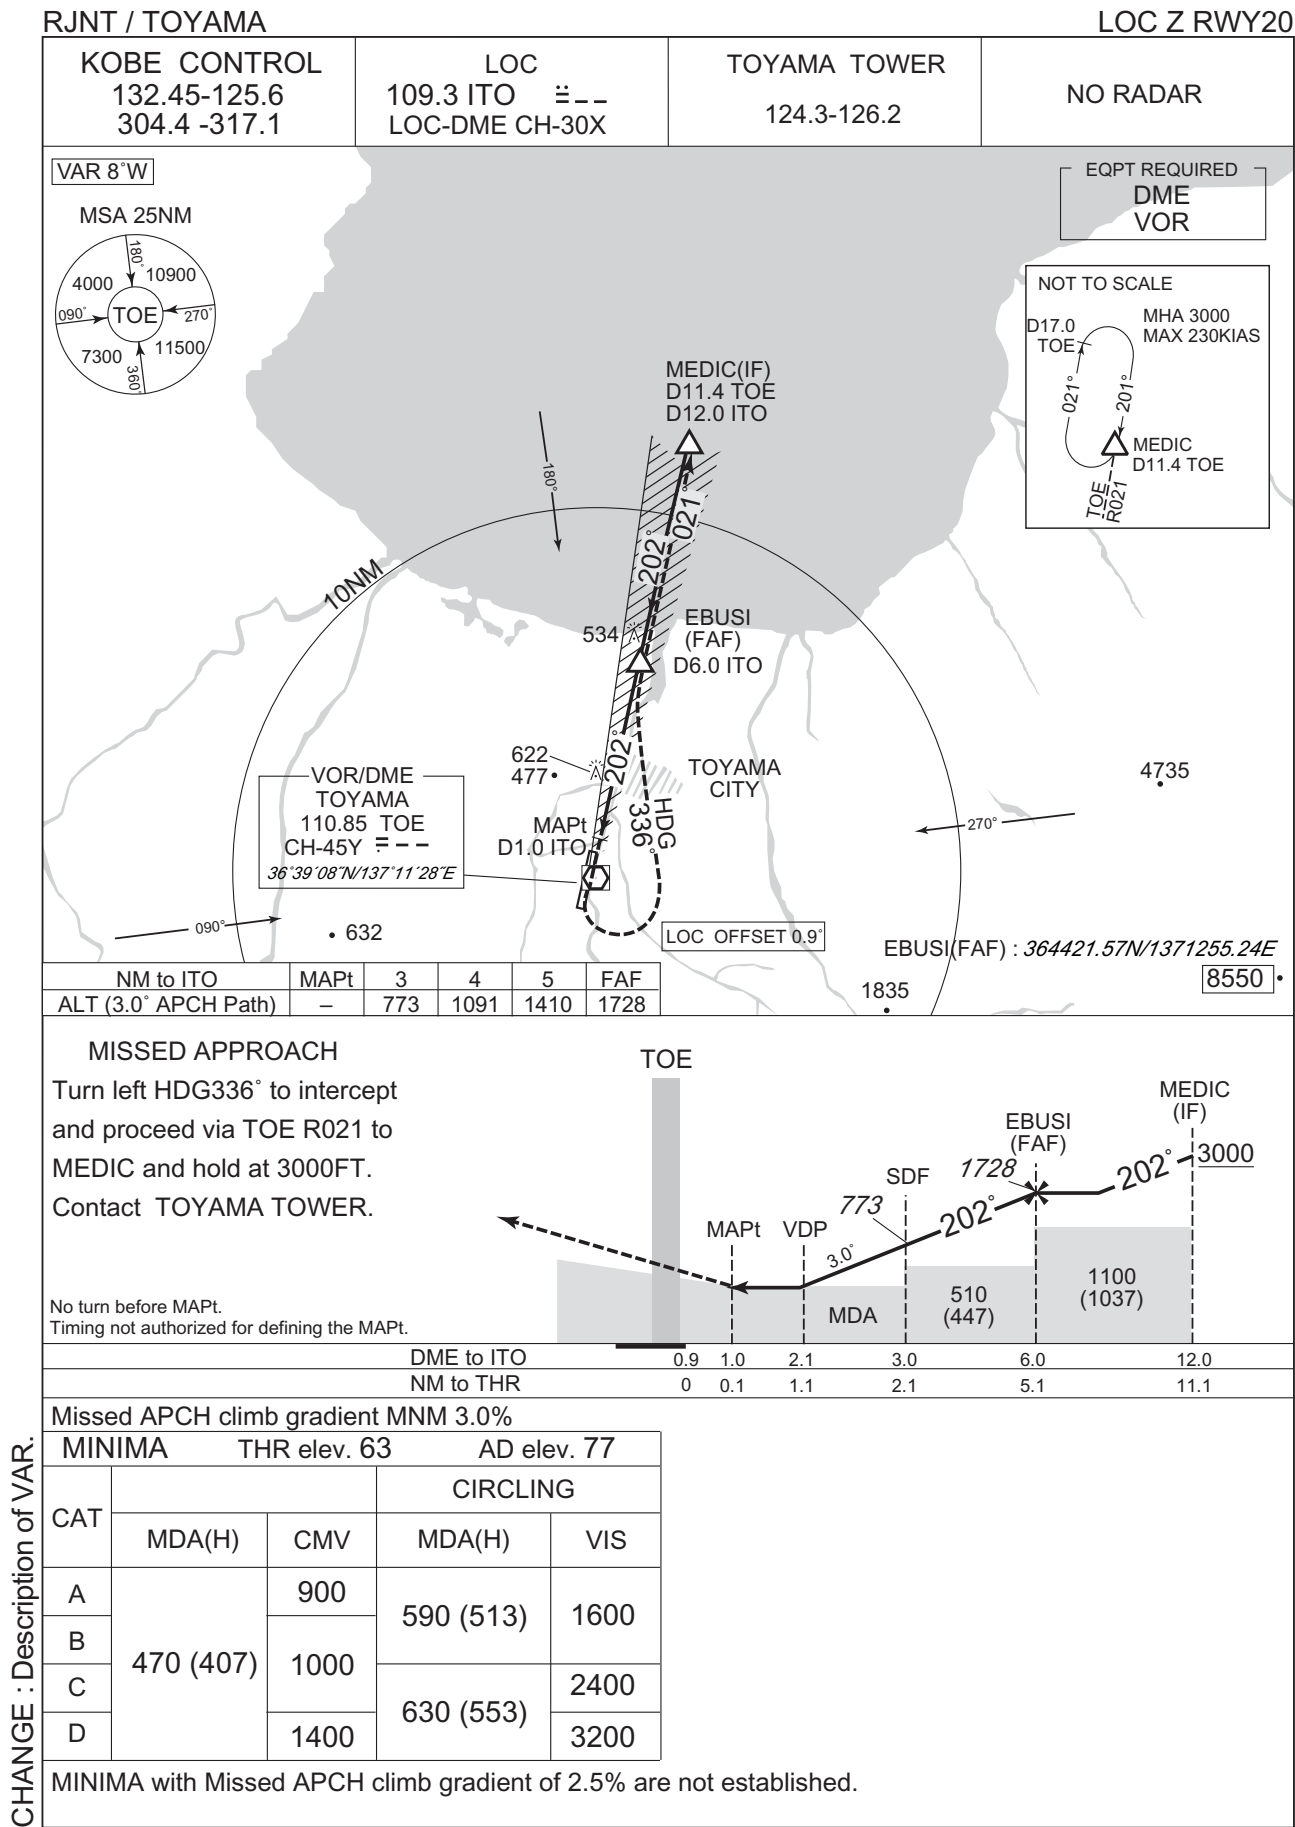 RJNT / TOYAMA
LOC Z RWY20
KOBE CONTROL
132.45-125.6
304.4 -317.1
LOC
109.3 ITO
LOC-DME CH-30X
TOYAMA TOWER
124.3-126.2
NO RADAR
VAR 8˚W
MSA 25NM
180˚
4000
10900
090˚
TOE
270˚
7300
11500
360˚
EQPT REQUIRED
DME
VOR
NOT TO SCALE
D17.0
TOE
MHA 3000
MAX 230KIAS
021°
201°
MEDIC
D11.4 TOE
TOE
R021
MEDIC(IF)
D11.4 TOE
D12.0 ITO
180°
021°
202°
10NM
534
EBUSI
(FAF)
D6.0 ITO
202°
622
477
TOYAMA
CITY
HDG
336°
4735
VOR/DME
TOYAMA
110.85 TOE
CH-45Y
36˚39´08˝N/137˚11´28˝E
MAPt
D1.0 ITO
270°
090°
632
LOC OFFSET 0.9˚
EBUSI(FAF) : 364421.57N/1371255.24E
8550
1835
NM to ITO MAPt 3 4 5 FAF
ALT (3.0˚ APCH Path) – 773 1091 1410 1728
MISSED APPROACH
Turn left HDG336˚ to intercept
and proceed via TOE R021 to
MEDIC and hold at 3000FT.
Contact TOYAMA TOWER.
No turn before MAPt.
Timing not authorized for defining the MAPt.
TOE
MEDIC
(IF)
EBUSI
(FAF)
3000
202˚
1728
SDF
773
202˚
MAPt
VDP
3.0˚
MDA
510
(447)
1100
(1037)
DME to ITO 0.9 1.0 2.1 3.0 6.0 12.0
NM to THR 0 0.1 1.1 2.1 5.1 11.1
Missed APCH climb gradient MNM 3.0%
MINIMA THR elev. 63 AD elev. 77
CAT
CIRCLING
MDA(H) CMV MDA(H) VIS
A
B
C
D
470 (407)
900
1000
1400
590 (513)
630 (553)
1600
2400
3200
MINIMA with Missed APCH climb gradient of 2.5% are not established.
CHANGE : Description of VAR.